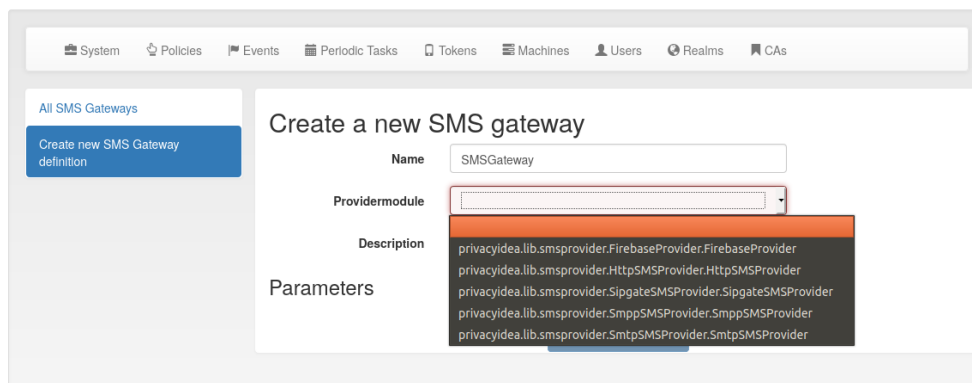 System Policies Events Periodic Tasks Tokens Machines Users Realms CAs
All SMS Gateways
Create new SMS Gateway
definition
Create a new SMS gateway
Name SMSGateway
Providermodule
Description
privacyidea.lib.smsprovider.FirebaseProvider.FirebaseProvider
privacyidea.lib.smsprovider.HttpSMSProvider.HttpSMSProvider
privacyidea.lib.smsprovider.SipgateSMSProvider.SipgateSMSProvider
privacyidea.lib.smsprovider.SmppSMSProvider.SmppSMSProvider
privacyidea.lib.smsprovider.SmtpSMSProvider.SmtpSMSProvider
Parameters